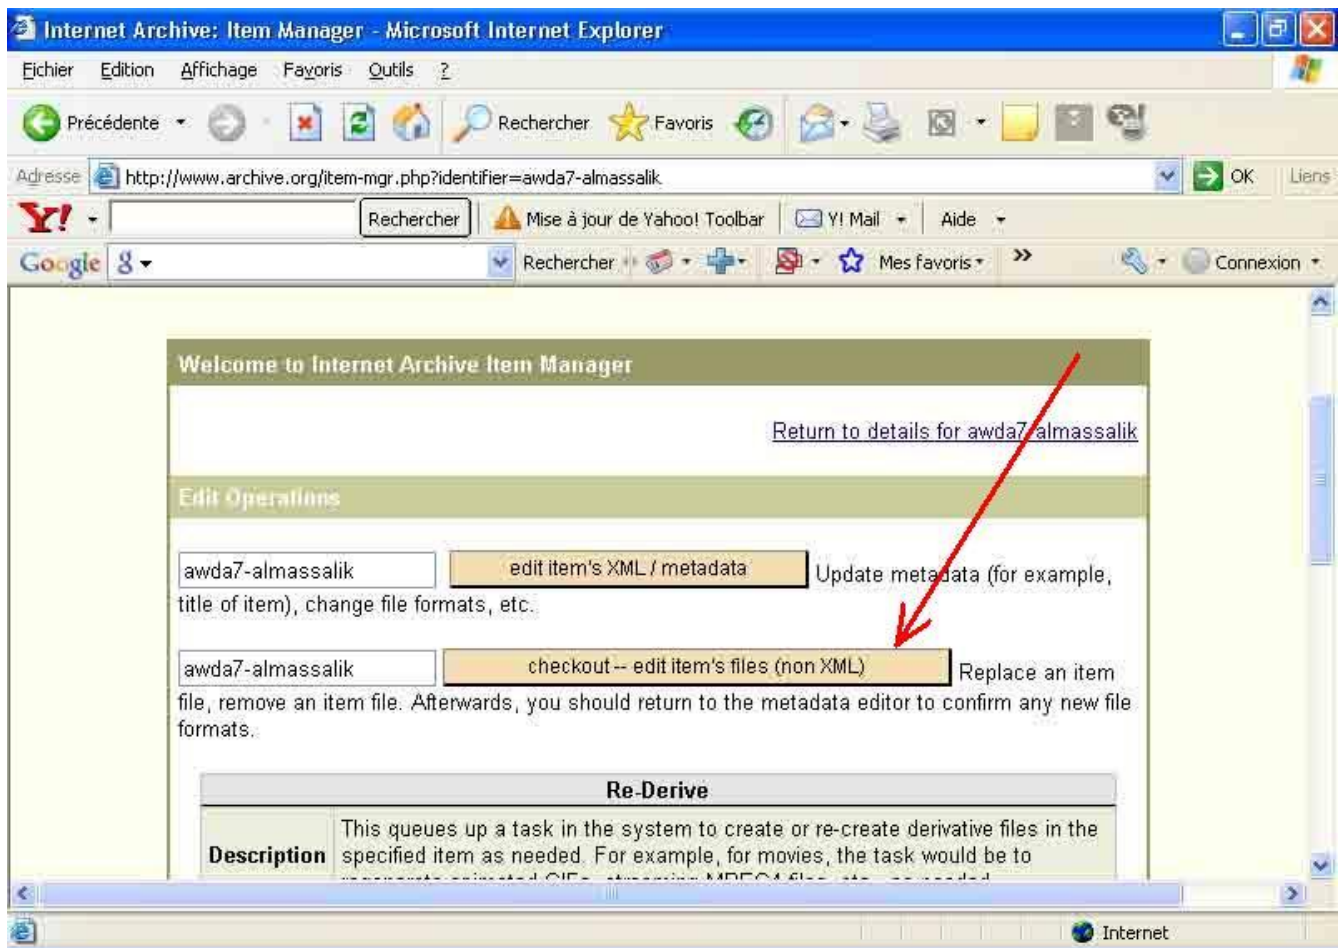 Internet Archive: Item Manager - Microsoft Internet Explorer
Fichier Edition Affichage Favoris Outils ?
Précédente Rechercher Favoris
Adresse http://www.archive.org/item-mgr.php?identifier=awda7-almassalik OK Liens
Y! Rechercher Mise à jour de Yahoo! Toolbar Y! Mail Aide
Google g Rechercher Mes favoris » Connexion
Welcome to Internet Archive Item Manager
Return to details for awda7-almassalik
Edit Operations
awda7-almassalik edit item's XML / metadata Update metadata (for example,
title of item), change file formats, etc.
awda7-almassalik checkout -- edit item's files (non XML) Replace an item
file, remove an item file. Afterwards, you should return to the metadata editor to confirm any new file
formats.
Re-Derive
This queues up a task in the system to create or re-create derivative files in the
Description specified item as needed. For example, for movies, the task would be to
Internet